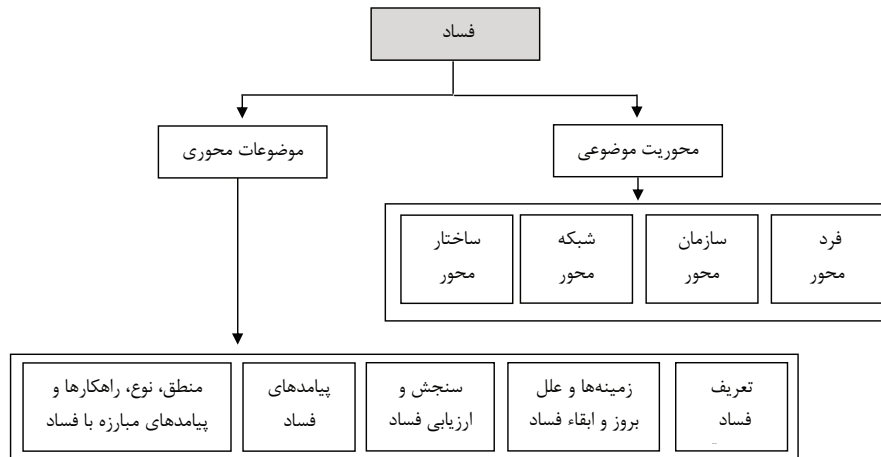 فساد
محوریت موضوعی
موضوعات محوری
فرد
محور
سازمان
محور
شبکه
محور
ساختار
محور
تعریف
فساد
زمینه‌ها و علل
بروز و ابقاء فساد
سنجش و
ارزیابی فساد
پیامدهای
فساد
منطق، نوع، راهکارها و
پیامدهای مبارزه با فساد